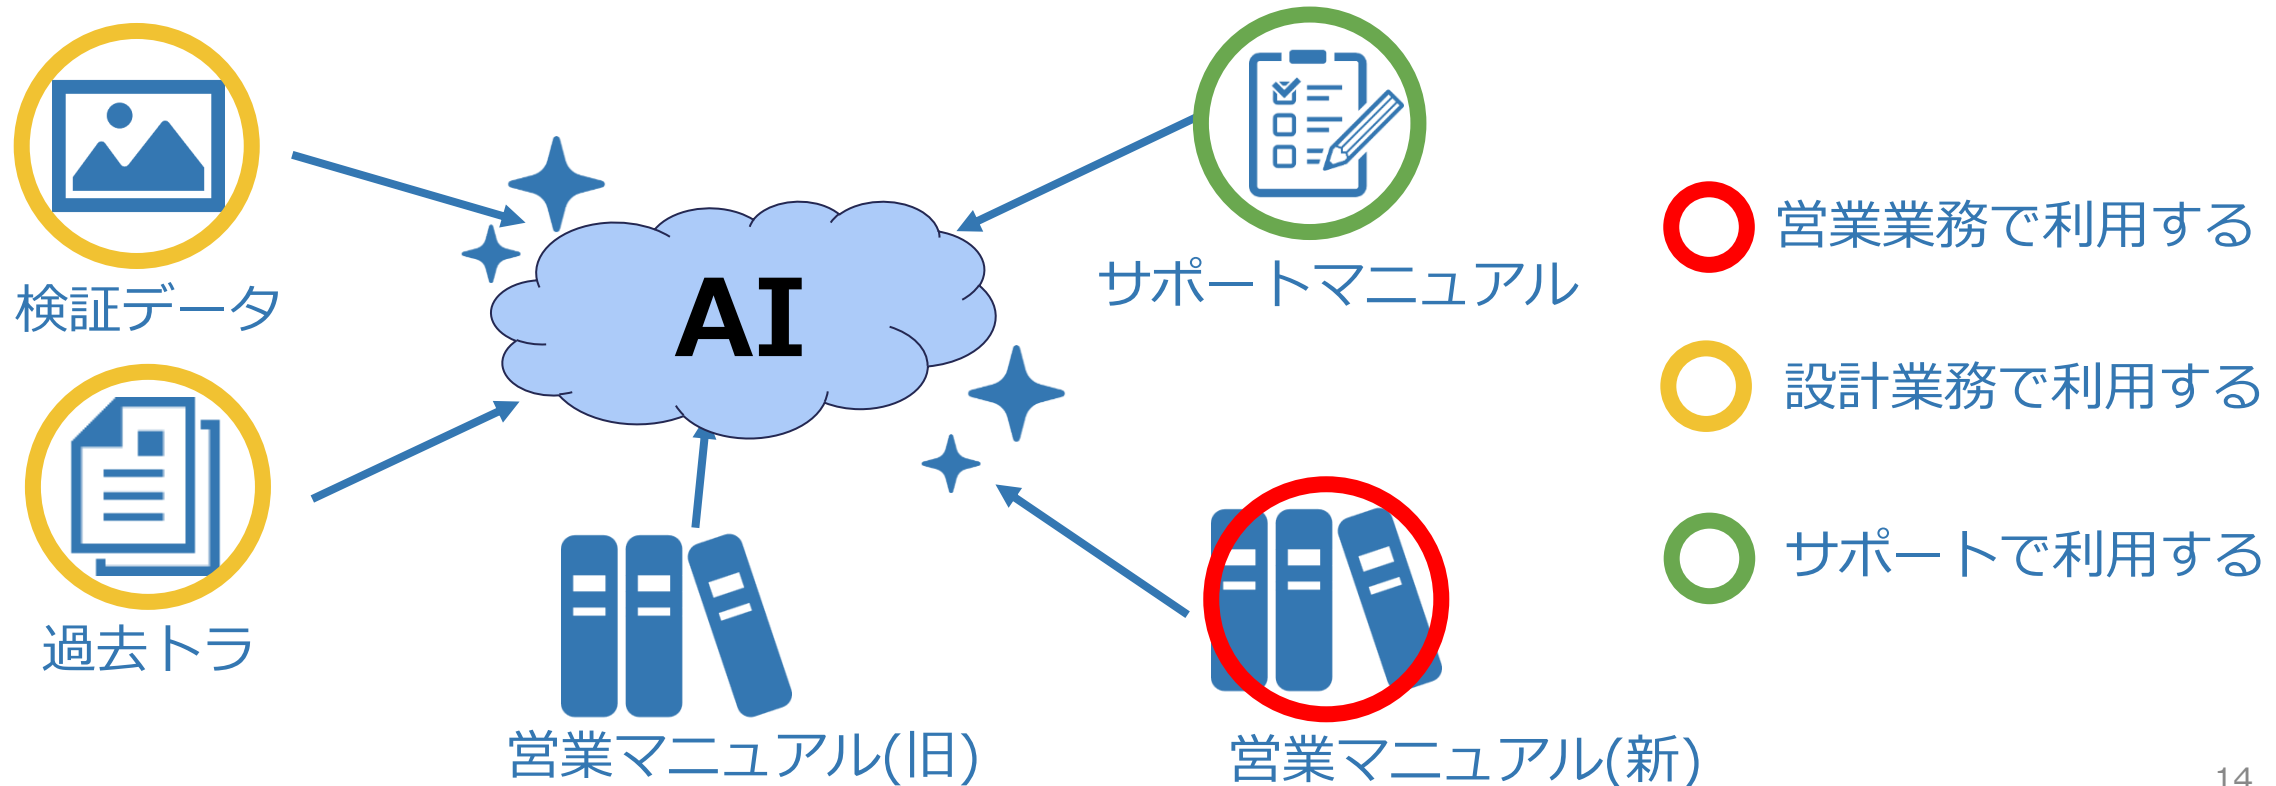 検証データ
過去トラ
AI
サポートマニュアル
営業マニュアル(旧)
営業マニュアル(新)
営業業務で利用する
設計業務で利用する
サポートで利用する
14